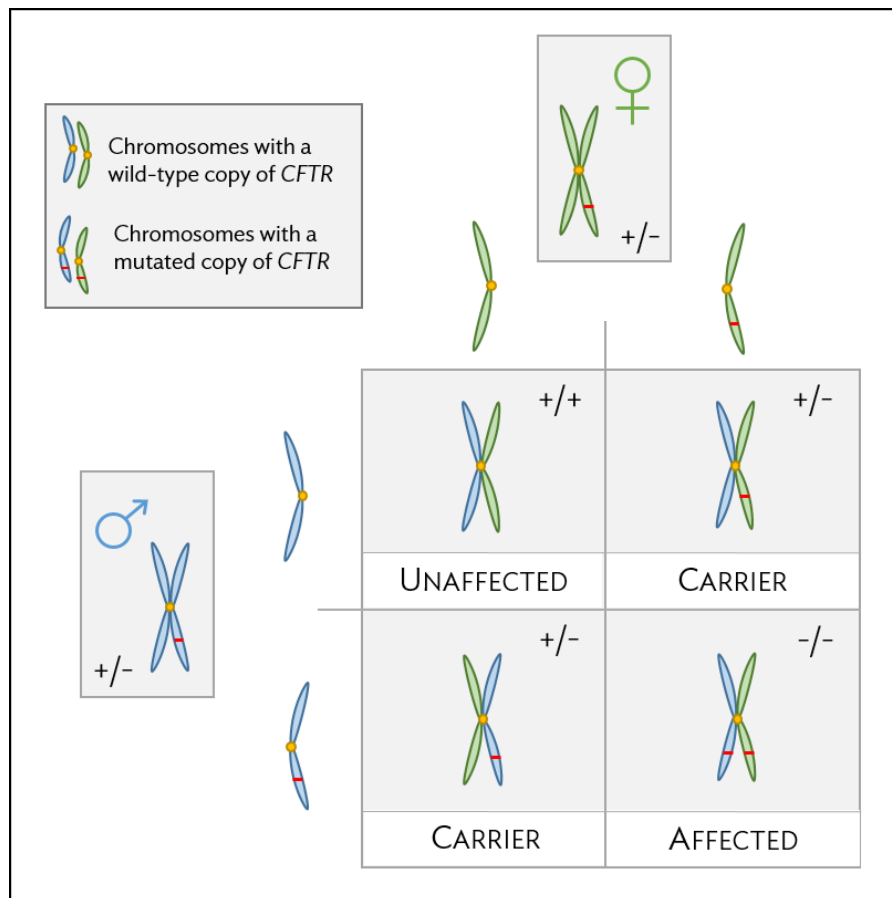 Chromosomes with a
wild-type copy of CFTR
Chromosomes with a
mutated copy of CFTR
+/-
+/-
+/+
+/-
UNAFFECTED
CARRIER
+/-
-/-
CARRIER
AFFECTED